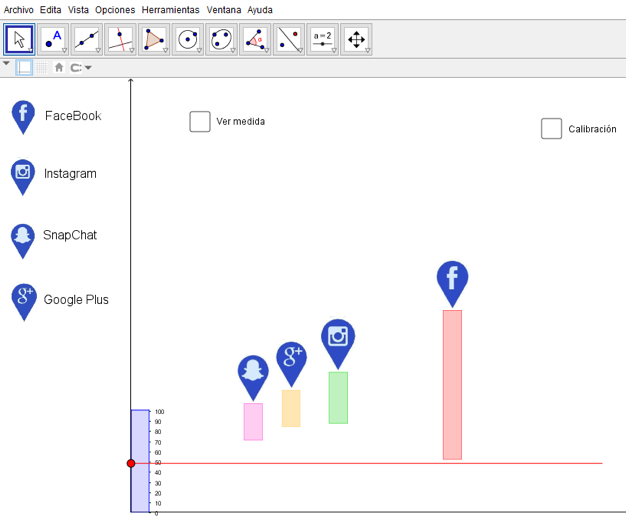 Archivo Edita Vista Opciones Herramientas Ventana Ayuda
A
α
a=2
FaceBook
Instagram
SnapChat
Google Plus
Ver medida
Calibración
f
g+
g+
f
100
90
80
70
60
50
40
30
20
10
0